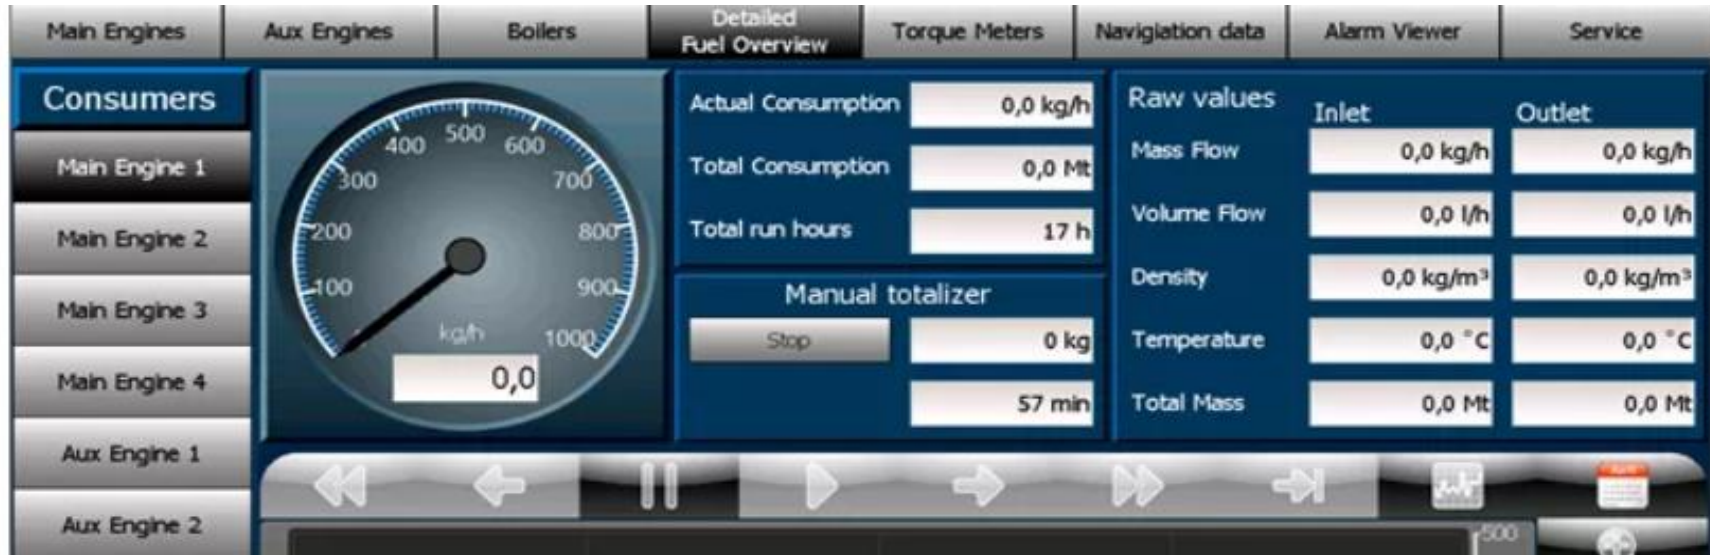 Main Engines
Aux Engines
Boilers
Detailed
Fuel Overview
Torque Meters
Navigiation data
Alarm Viewer
Service
Consumers
Main Engine 1
Main Engine 2
Main Engine 3
Main Engine 4
Aux Engine 1
Aux Engine 2
100
200
300
400
500
600
700
800
900
1000
kg/h
0,0
Actual Consumption 0,0 kg/h
Total Consumption 0,0 Mt
Total run hours 17 h
Manual totalizer
Stop 0 kg
57 min
Raw values Inlet Outlet
Mass Flow 0,0 kg/h 0,0 kg/h
Volume Flow 0,0 l/h 0,0 l/h
Density 0,0 kg/m³ 0,0 kg/m³
Temperature 0,0 °C 0,0 °C
Total Mass 0,0 Mt 0,0 Mt
500